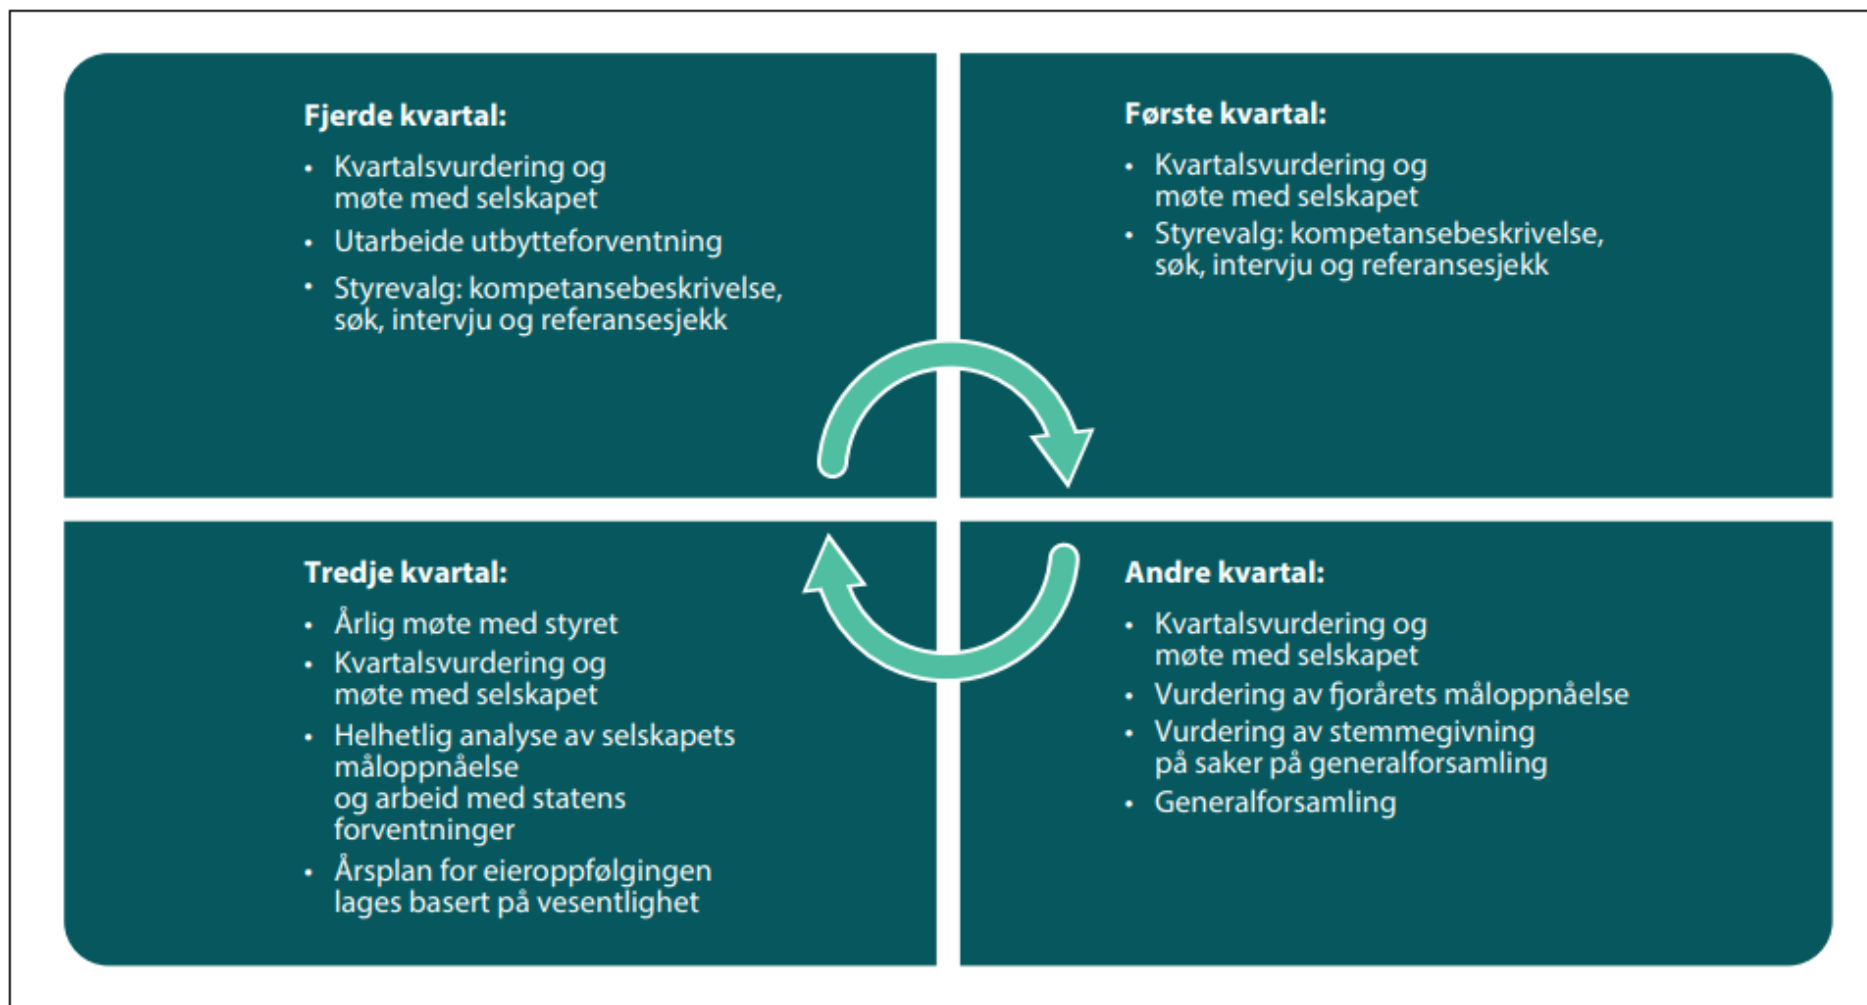 Fjerde kvartal:
• Kvartalsvurdering og
møte med selskapet
• Utarbeide utbytteforventning
• Styrevalg: kompetansebeskrivelse,
søk, intervju og referansesjekk
Første kvartal:
• Kvartalsvurdering og
møte med selskapet
• Styrevalg: kompetansebeskrivelse,
søk, intervju og referansesjekk
Tredje kvartal:
• Årlig møte med styret
• Kvartalsvurdering og
møte med selskapet
• Helhetlig analyse av selskapets
måloppnåelse
og arbeid med statens
forventninger
• Årsplan for eieroppfølgingen
lages basert på vesentlighet
Andre kvartal:
• Kvartalsvurdering og
møte med selskapet
• Vurdering av fjorårets måloppnåelse
• Vurdering av stemmegivning
på saker på generalforsamling
• Generalforsamling